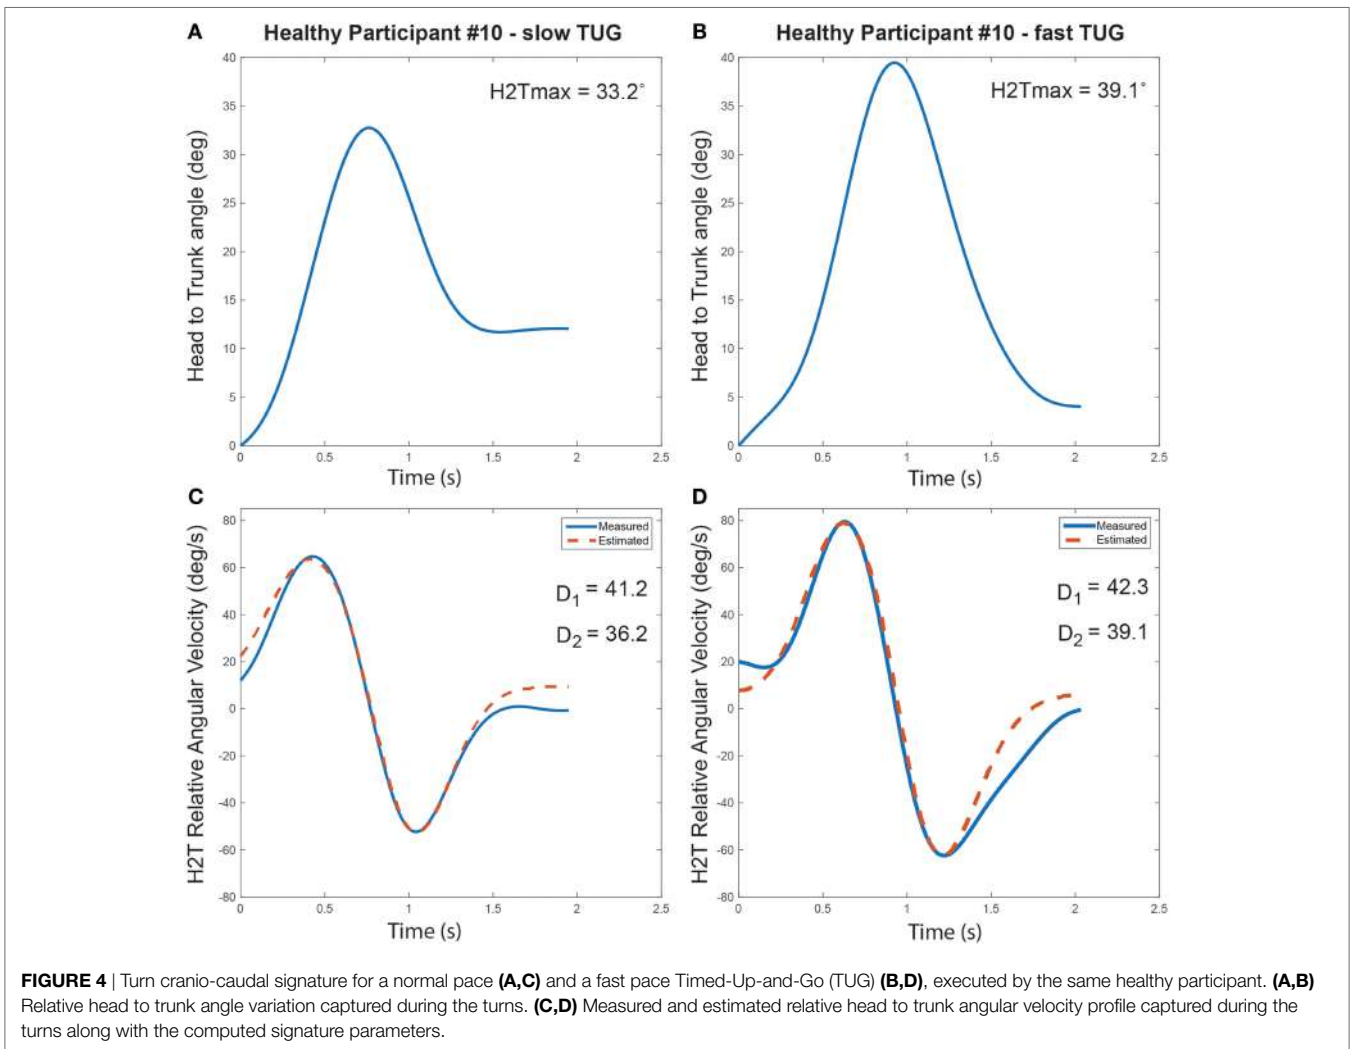 A
Healthy Participant #10 - slow TUG
40
35
30
25
20
15
10
5
0
Head to Trunk angle (deg)
H2Tmax = 33.2°
0 0.5 1 1.5 2 2.5
Time (s)
B
Healthy Participant #10 - fast TUG
40
35
30
25
20
15
10
5
0
Head to Trunk angle (deg)
H2Tmax = 39.1°
0 0.5 1 1.5 2 2.5
Time (s)
C
80
60
40
20
0
-20
-40
-60
-80
H2T Relative Angular Velocity (deg/s)
Measured
Estimated
D1 = 41.2
D2 = 36.2
0 0.5 1 1.5 2 2.5
Time (s)
D
80
60
40
20
0
-20
-40
-60
-80
H2T Relative Angular Velocity (deg/s)
Measured
Estimated
D1 = 42.3
D2 = 39.1
0 0.5 1 1.5 2 2.5
Time (s)
FIGURE 4 | Turn cranio-caudal signature for a normal pace (A,C) and a fast pace Timed-Up-and-Go (TUG) (B,D), executed by the same healthy participant. (A,B)
Relative head to trunk angle variation captured during the turns. (C,D) Measured and estimated relative head to trunk angular velocity profile captured during the
turns along with the computed signature parameters.